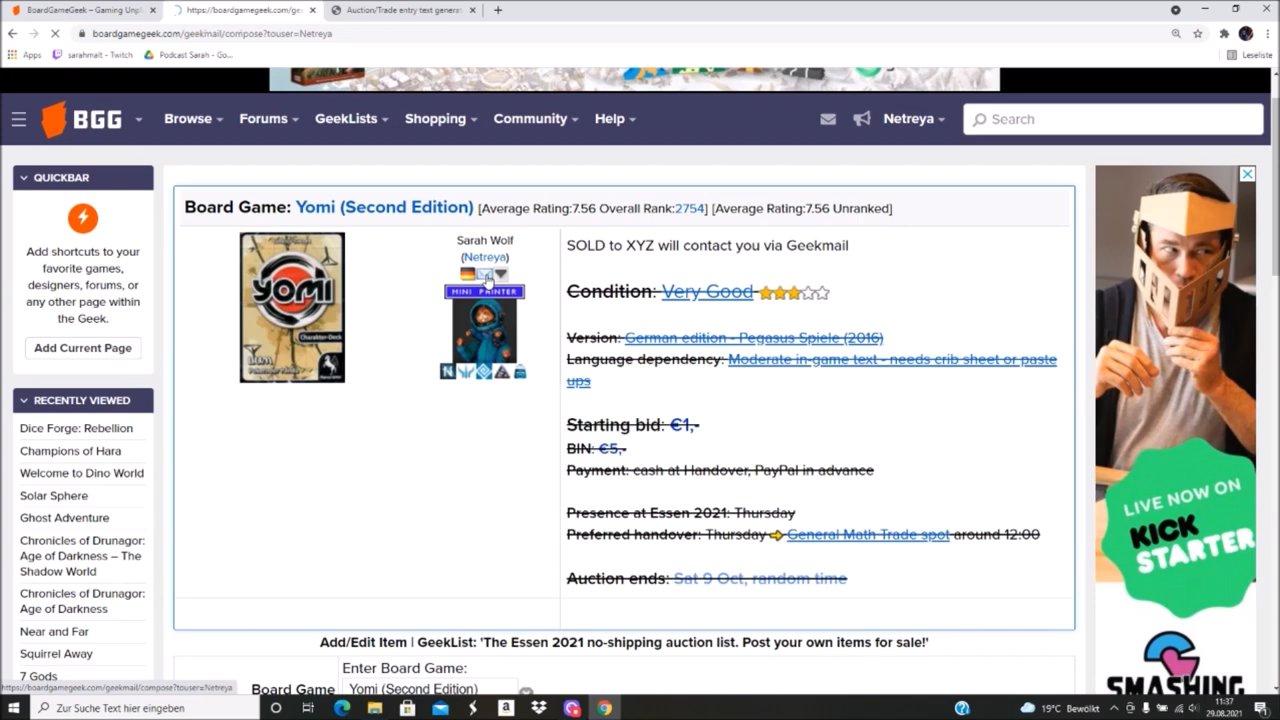 BoardGameGeek – Gaming Unpl
https://boardgamegeek.com/gee
Auction/Trade entry text generat
boardgamegeek.com/geekmail/compose?touser=Netreya
Apps sarahmalt - Twitch Podcast Sarah - Go... Leseliste
BGG Browse Forums GeekLists Shopping Community Help Netreya Search
QUICKBAR
Add shortcuts to your
favorite games,
designers, forums, or
any other page within
the Geek.
Add Current Page
RECENTLY VIEWED
Dice Forge: Rebellion
Champions of Hara
Welcome to Dino World
Solar Sphere
Ghost Adventure
Chronicles of Drunagor:
Age of Darkness – The
Shadow World
Chronicles of Drunagor:
Age of Darkness
Near and Far
Squirrel Away
7 Gods
Board Game: Yomi (Second Edition) [Average Rating:7.56 Overall Rank:2754] [Average Rating:7.56 Unranked]
YOMI
Charakter-Deck
Sarah Wolf
(Netreya)
MINI PAINTER
SOLD to XYZ will contact you via Geekmail
Condition: Very Good
Version: German edition - Pegasus Spiele (2016)
Language dependency: Moderate in-game text - needs crib sheet or paste
ups
Starting bid: €1,-
BIN: €5,-
Payment: cash at Handover, PayPal in advance
Presence at Essen 2021: Thursday
Preferred handover: Thursday General Math Trade spot around 12:00
Auction ends: Sat 9 Oct, random time
Add/Edit Item | GeekList: 'The Essen 2021 no-shipping auction list. Post your own items for sale!'
Enter Board Game:
Board Game Yomi (Second Edition)
LIVE NOW ON
KICK
STARTER
SMASHING
https://boardgamegeek.com/geekmail/compose?touser=Netreya
Zur Suche Text hier eingeben
19°C Bewölkt
11:37
29.08.2021